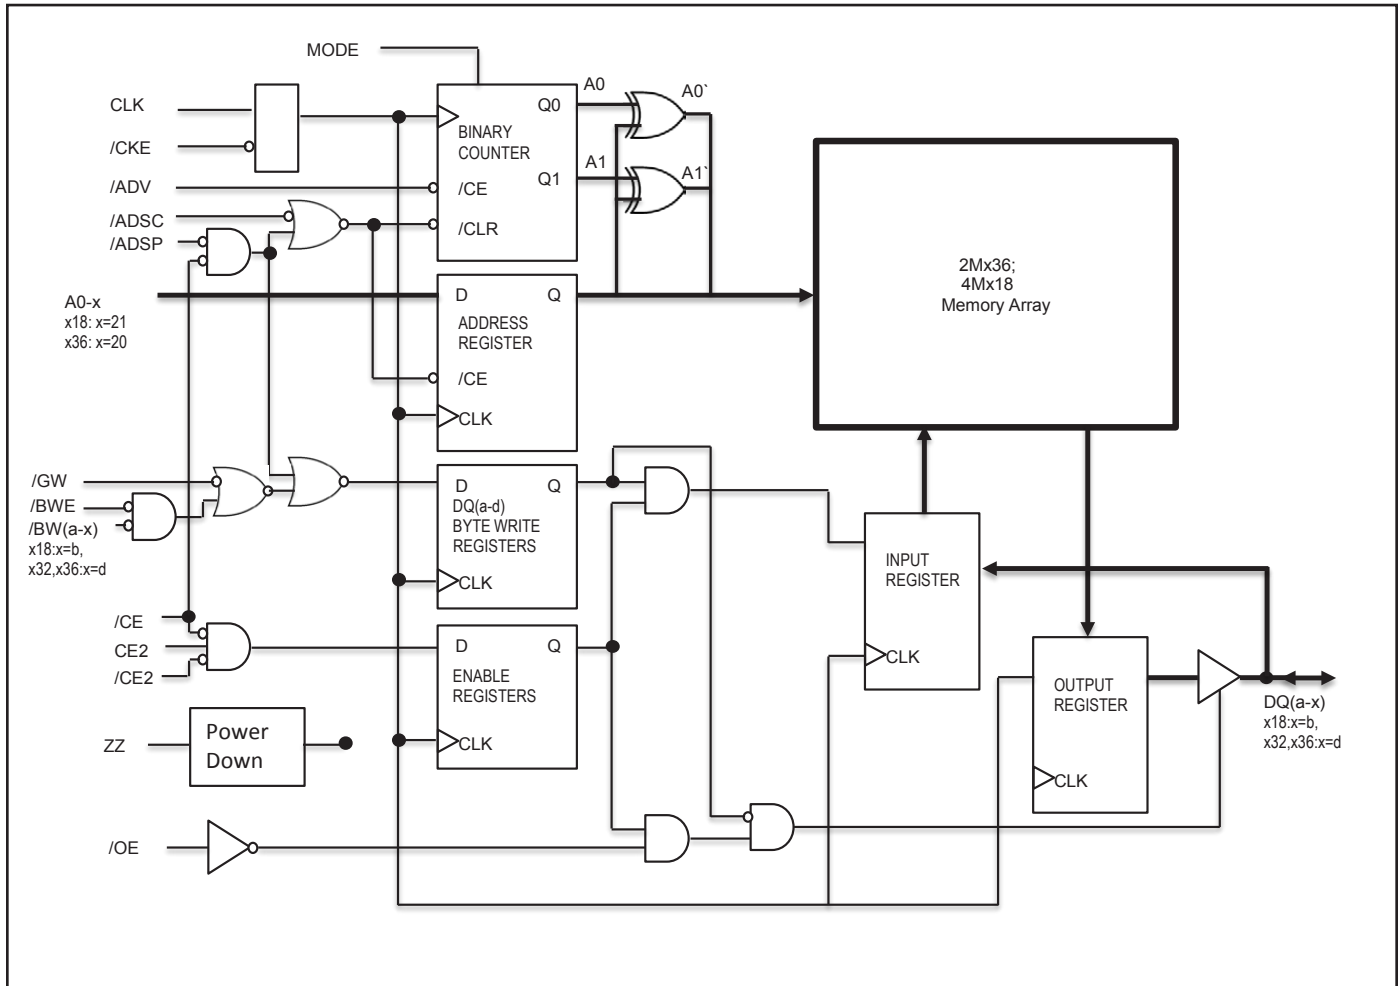 MODE
CLK
/CKE
/ADV
/ADSC
/ADSP
A0-x
x18: x=21
x36: x=20
/GW
/BWE
/BW(a-x)
x18:x=b,
x32,x36:x=d
/CE
CE2
/CE2
ZZ
Power
Down
/OE
Q0
BINARY
COUNTER
Q1
/CE
/CLR
A0
A0`
A1
A1`
D Q
ADDRESS
REGISTER
/CE
CLK
D Q
DQ(a-d)
BYTE WRITE
REGISTERS
CLK
D Q
ENABLE
REGISTERS
CLK
2Mx36;
4Mx18
Memory Array
INPUT
REGISTER
CLK
OUTPUT
REGISTER
CLK
DQ(a-x)
x18:x=b,
x32,x36:x=d